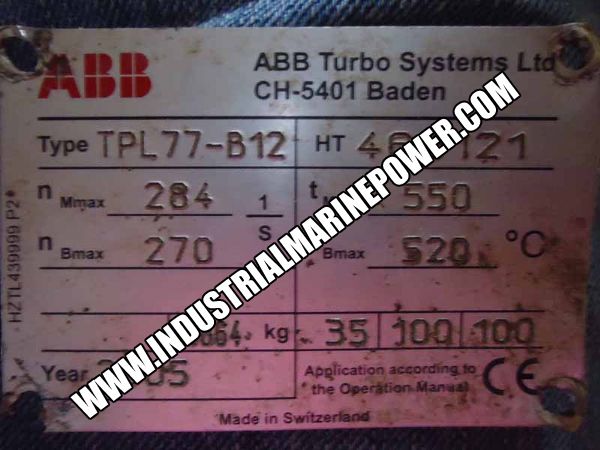 ABB
ABB Turbo Systems Ltd
CH-5401 Baden
Type TPL77-B12 HT 121
n Mmax 284 1/S t 550
n Bmax 270 Bmax 520 °C
kg 35 100 100
Year
Application according to
the Operation Manual
CE
Made in Switzerland
HZTL439999 P2*
WWW.INDUSTRIALMARINEPOWER.COM